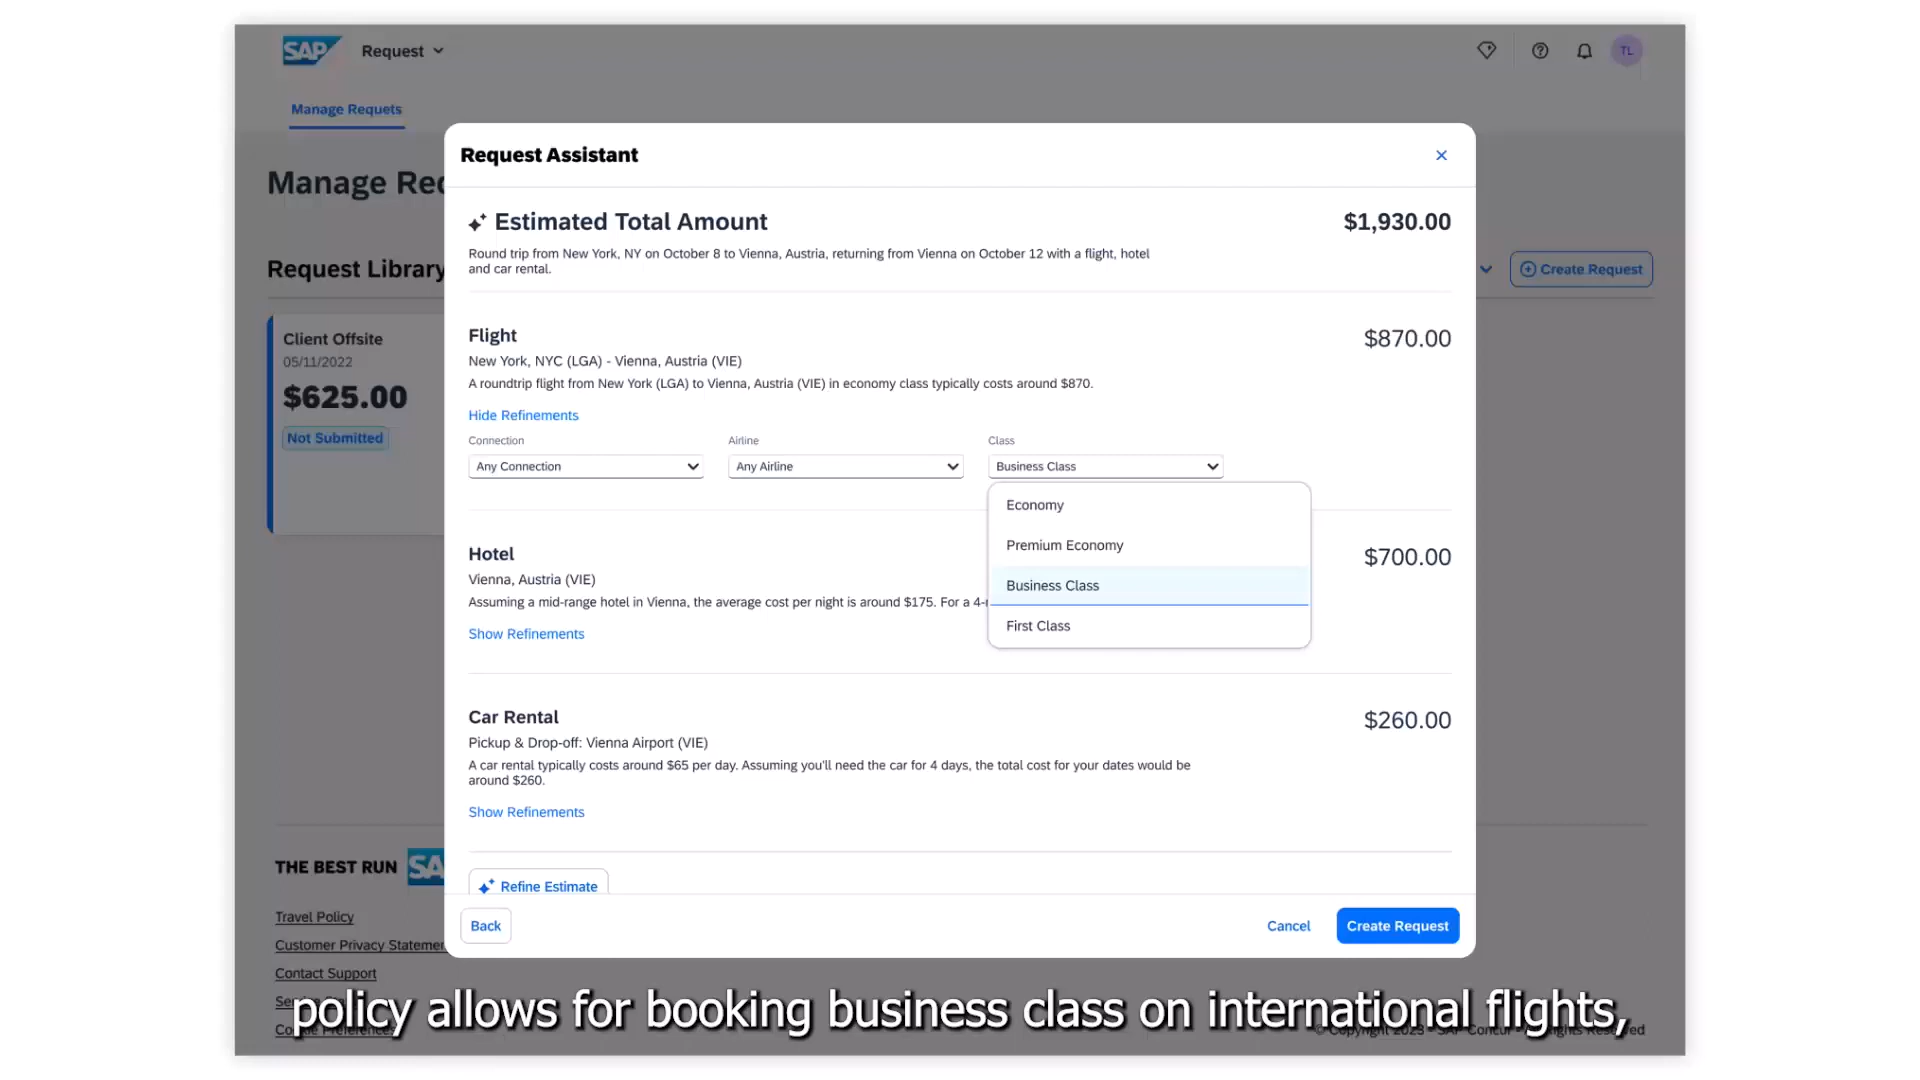 SAP
Request
TL
Manage Requets
Request Assistant
Manage Req
Estimated Total Amount
$1,930.00
Round trip from New York, NY on October 8 to Vienna, Austria, returning from Vienna on October 12 with a flight, hotel
and car rental.
Request Library
Create Request
Flight
$870.00
Client Offsite
05/11/2022
$625.00
Not Submitted
New York, NYC (LGA) - Vienna, Austria (VIE)
A roundtrip flight from New York (LGA) to Vienna, Austria (VIE) in economy class typically costs around $870.
Hide Refinements
Connection
Airline
Class
Any Connection
Any Airline
Business Class
Economy
Premium Economy
Business Class
First Class
Hotel
$700.00
Vienna, Austria (VIE)
Assuming a mid-range hotel in Vienna, the average cost per night is around $175. For a 4-
Show Refinements
Car Rental
$260.00
Pickup & Drop-off: Vienna Airport (VIE)
A car rental typically costs around $65 per day. Assuming you'll need the car for 4 days, the total cost for your dates would be
around $260.
Show Refinements
THE BEST RUN SA
Refine Estimate
Travel Policy
Back
Cancel
Create Request
Customer Privacy Statemen
Contact Support
policy allows for booking business class on international flights,
Cookie Preferences
© Copyright 2023 - SAP Concur - All Rights Reserved